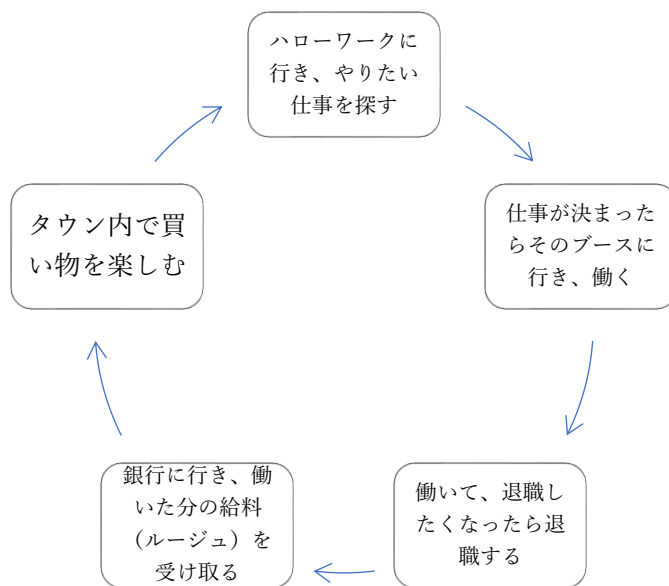 ハローワークに
行き、やりたい
仕事を探す
仕事が決まった
らそのブースに
行き、働く
働いて、退職し
たくなったら退
職する
銀行に行き、働
いた分の給料
（ルージュ）を
受け取る
タウン内で買
い物を楽しむ